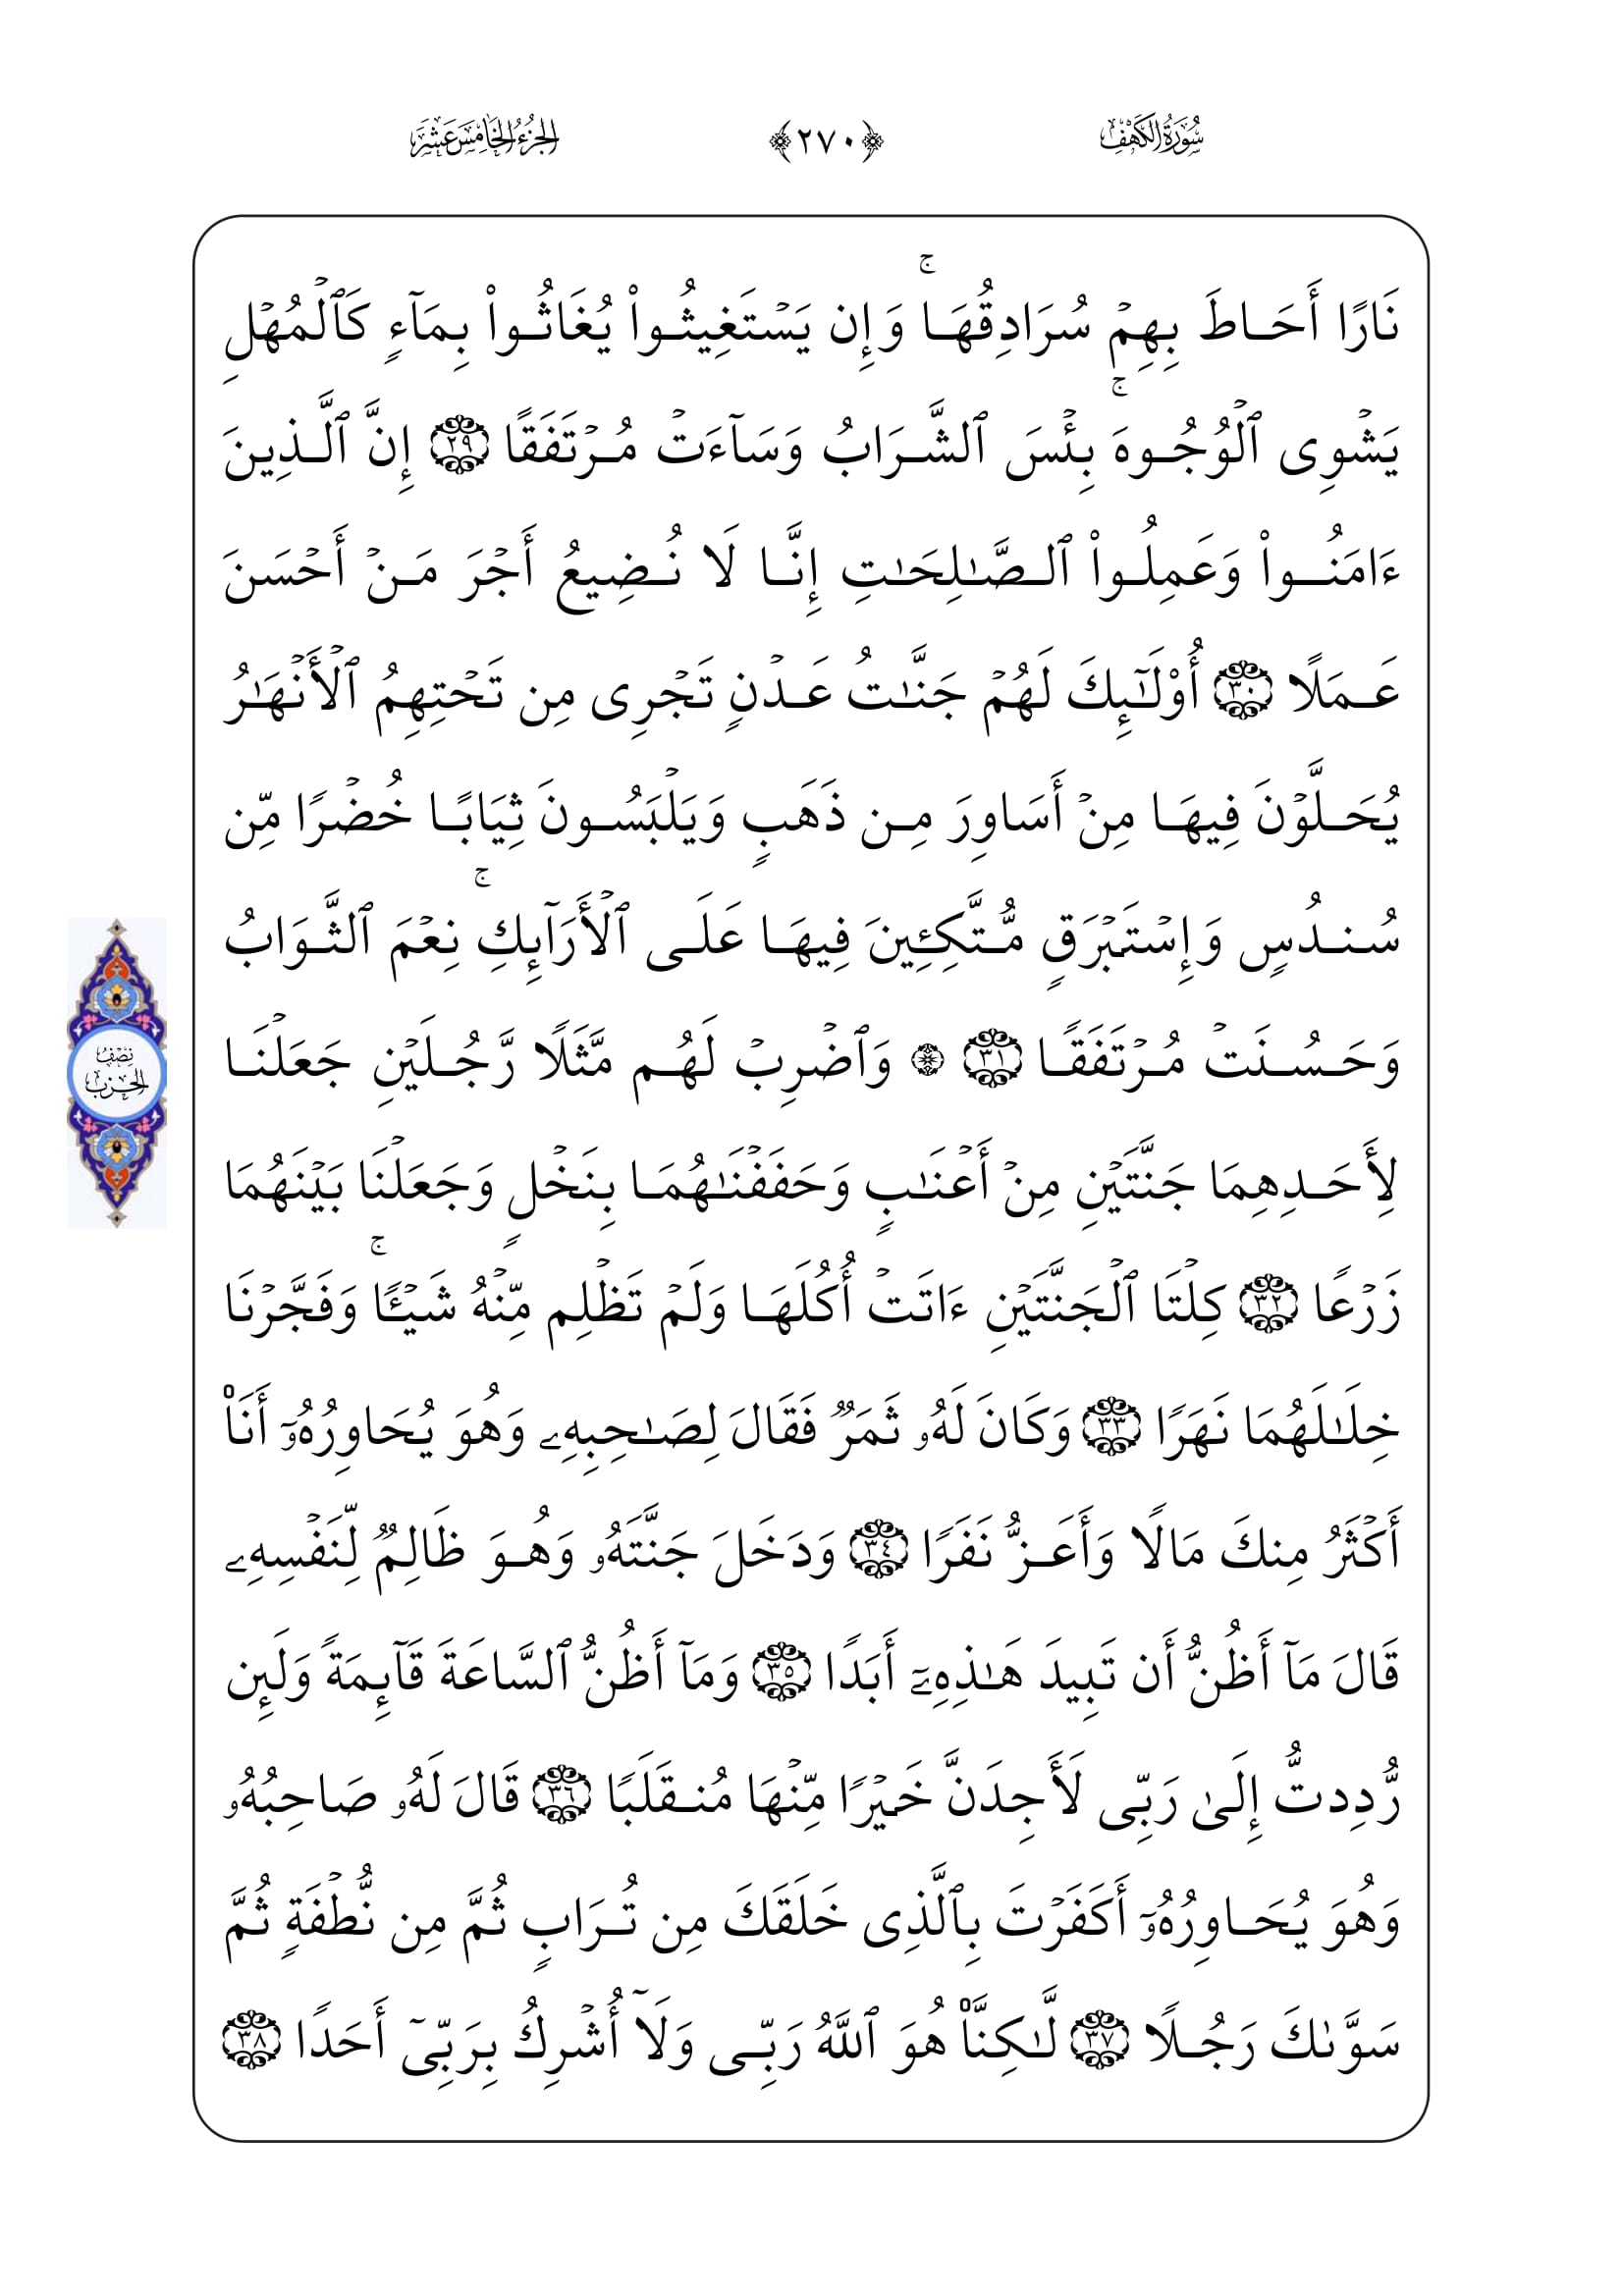 سُورَةُ الكَهْفِ ﴿٢٧٠﴾ الجُزْءُ الخَامِسَ عَشَرَ
نَارًا أَحَاطَ بِهِمۡ سُرَادِقُهَاۚ وَإِن يَسۡتَغِيثُواْ يُغَاثُواْ بِمَآءٖ كَٱلۡمُهۡلِ
يَشۡوِي ٱلۡوُجُوهَۚ بِئۡسَ ٱلشَّرَابُ وَسَآءَتۡ مُرۡتَفَقًا ٢٩ إِنَّ ٱلَّذِينَ
ءَامَنُواْ وَعَمِلُواْ ٱلصَّٰلِحَٰتِ إِنَّا لَا نُضِيعُ أَجۡرَ مَنۡ أَحۡسَنَ
عَمَلًا ٣٠ أُوْلَٰٓئِكَ لَهُمۡ جَنَّٰتُ عَدۡنٖ تَجۡرِي مِن تَحۡتِهِمُ ٱلۡأَنۡهَٰرُ
يُحَلَّوۡنَ فِيهَا مِنۡ أَسَاوِرَ مِن ذَهَبٖ وَيَلۡبَسُونَ ثِيَابًا خُضۡرٗا مِّن
سُندُسٖ وَإِسۡتَبۡرَقٖ مُّتَّكِـِٔينَ فِيهَا عَلَى ٱلۡأَرَآئِكِۚ نِعۡمَ ٱلثَّوَابُ
وَحَسُنَتۡ مُرۡتَفَقٗا ٣١ ۞ وَٱضۡرِبۡ لَهُم مَّثَلٗا رَّجُلَيۡنِ جَعَلۡنَا
نِصْفُ
الحِزْبِ
لِأَحَدِهِمَا جَنَّتَيۡنِ مِنۡ أَعۡنَٰبٖ وَحَفَفۡنَٰهُمَا بِنَخۡلٖ وَجَعَلۡنَا بَيۡنَهُمَا
زَرۡعٗا ٣٢ كِلۡتَا ٱلۡجَنَّتَيۡنِ ءَاتَتۡ أُكُلَهَا وَلَمۡ تَظۡلِم مِّنۡهُ شَيۡـٔٗاۚ وَفَجَّرۡنَا
خِلَٰلَهُمَا نَهَرٗا ٣٣ وَكَانَ لَهُۥ ثَمَرٞ فَقَالَ لِصَٰحِبِهِۦ وَهُوَ يُحَاوِرُهُۥٓ أَنَا۠
أَكۡثَرُ مِنكَ مَالٗا وَأَعَزُّ نَفَرٗا ٣٤ وَدَخَلَ جَنَّتَهُۥ وَهُوَ ظَالِمٞ لِّنَفۡسِهِۦ
قَالَ مَآ أَظُنُّ أَن تَبِيدَ هَٰذِهِۦٓ أَبَدٗا ٣٥ وَمَآ أَظُنُّ ٱلسَّاعَةَ قَآئِمَةٗ وَلَئِن
رُّدِدتُّ إِلَىٰ رَبِّي لَأَجِدَنَّ خَيۡرٗا مِّنۡهَا مُنقَلَبٗا ٣٦ قَالَ لَهُۥ صَاحِبُهُۥ
وَهُوَ يُحَاوِرُهُۥٓ أَكَفَرۡتَ بِٱلَّذِي خَلَقَكَ مِن تُرَابٖ ثُمَّ مِن نُّطۡفَةٖ ثُمَّ
سَوَّىٰكَ رَجُلٗا ٣٧ لَّٰكِنَّا۠ هُوَ ٱللَّهُ رَبِّي وَلَآ أُشۡرِكُ بِرَبِّيٓ أَحَدٗا ٣٨